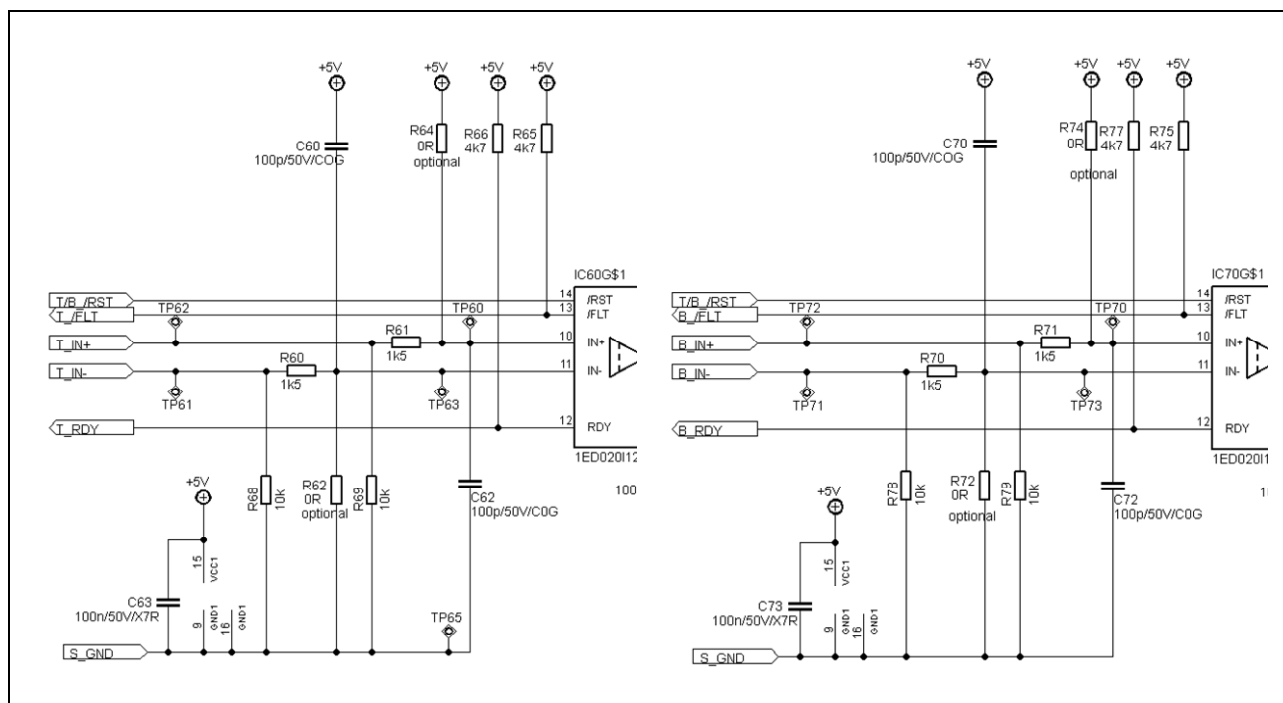 +5V
+5V
+5V
+5V
C60
100p/50V/COG
R64
0R
optional
R66
4k7
R65
4k7
IC60G$1
T/B_/RST
14
/RST
T_/FLT
TP62
TP60
13
/FLT
T_IN+
R61
1k5
10
IN+
T_IN-
R60
1k5
11
IN-
TP61
TP63
T_RDY
12
RDY
1ED020I12
100
+5V
R68
10k
R62
0R
optional
R69
10k
C62
100p/50V/C0G
15
VCC1
C63
100n/50V/X7R
9
GND1
16
GND1
TP65
S_GND
+5V
+5V
+5V
+5V
C70
100p/50V/COG
R74
0R
optional
R77
4k7
R75
4k7
IC70G$1
T/B_/RST
14
/RST
B_/FLT
TP72
TP70
13
/FLT
B_IN+
R71
1k5
10
IN+
B_IN-
R70
1k5
11
IN-
TP71
TP73
B_RDY
12
RDY
1ED020I1
+5V
10k
R72
0R
optional
R79
10k
C72
100p/50V/C0G
15
VCC1
C73
100n/50V/X7R
9
GND1
16
GND1
S_GND